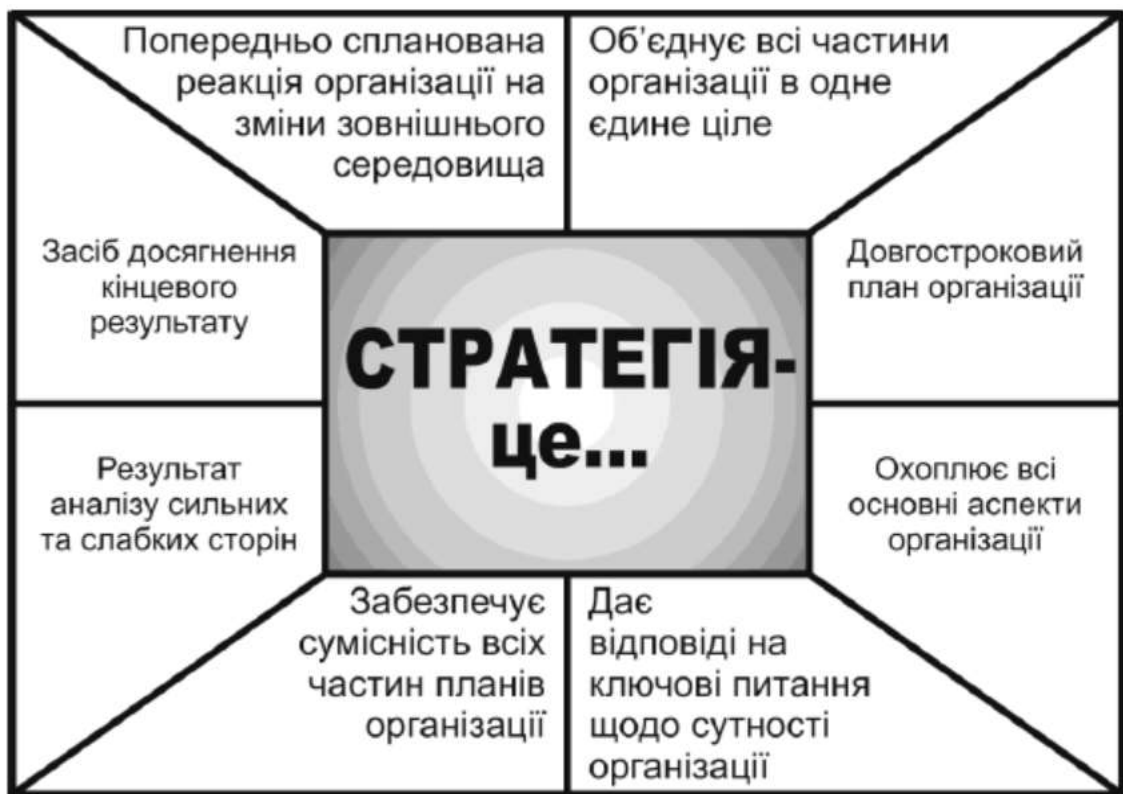 Попередньо спланована
реакція організації на
зміни зовнішнього
середовища
Об’єднує всі частини
організації в одне
єдине ціле
Засіб досягнення
кінцевого
результату
СТРАТЕГІЯ-
це...
Довгостроковий
план організації
Результат
аналізу сильних
та слабких сторін
Охоплює всі
основні аспекти
організації
Забезпечує
сумісність всіх
частин планів
організації
Дає
відповіді на
ключові питання
щодо сутності
організації